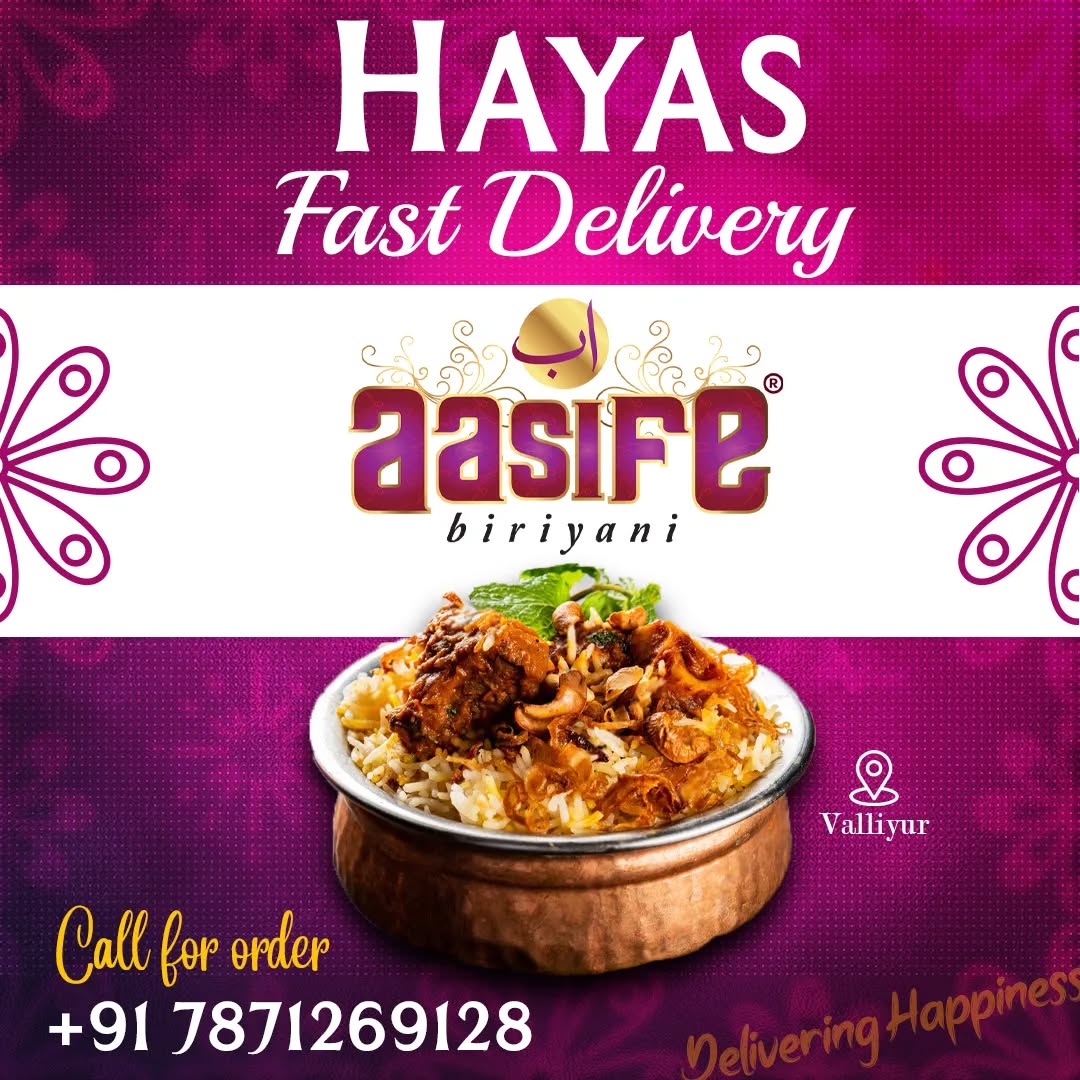 HAYAS
Fast Delivery
اب
aasife®
biriyani
Valliyur
Call for order
+91 7871269128
Delivering Happiness